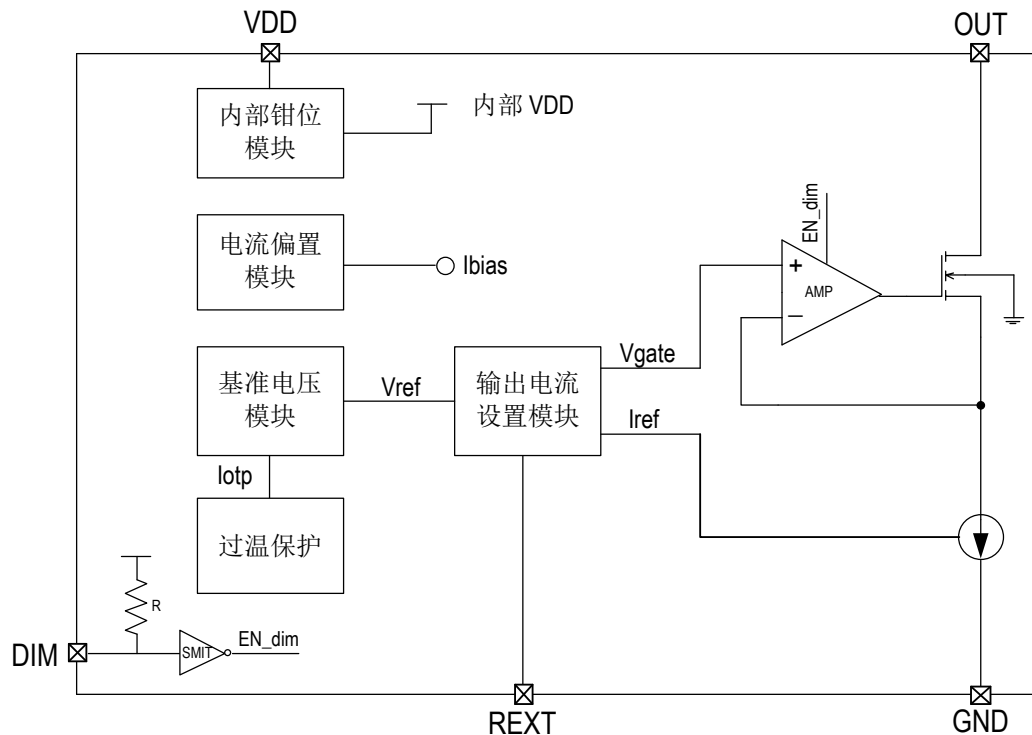 VDD
OUT
内部钳位
模块
内部 VDD
电流偏置
模块
Ibias
EN_dim
+
AMP
−
基准电压
模块
Vref
输出电流
设置模块
Vgate
Iref
Iotp
过温保护
R
DIM
SMIT
EN_dim
REXT
GND